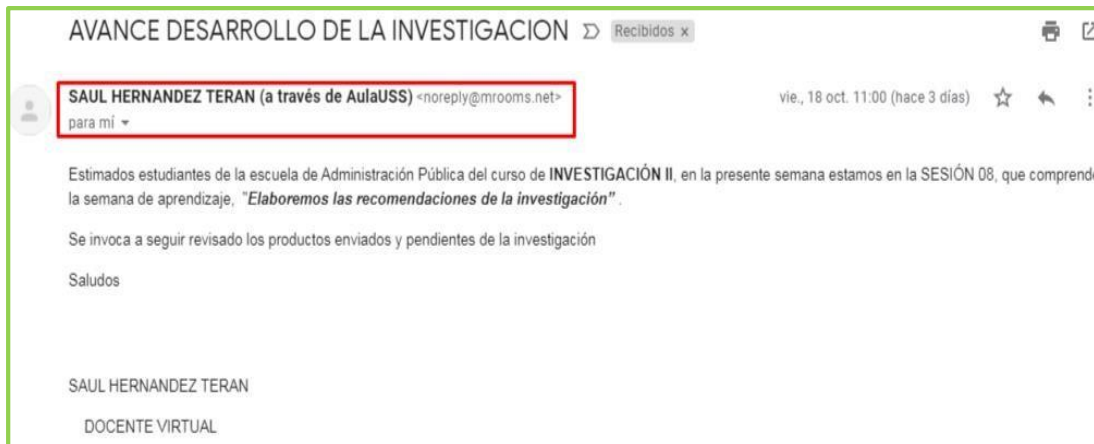 AVANCE DESARROLLO DE LA INVESTIGACION Recibidos x
SAUL HERNANDEZ TERAN (a través de AulaUSS) <noreply@mrooms.net> vie., 18 oct. 11:00 (hace 3 días)
para mí
Estimados estudiantes de la escuela de Administración Pública del curso de INVESTIGACIÓN II, en la presente semana estamos en la SESIÓN 08, que comprende
la semana de aprendizaje, "Elaboremos las recomendaciones de la investigación" .
Se invoca a seguir revisado los productos enviados y pendientes de la investigación
Saludos
SAUL HERNANDEZ TERAN
DOCENTE VIRTUAL